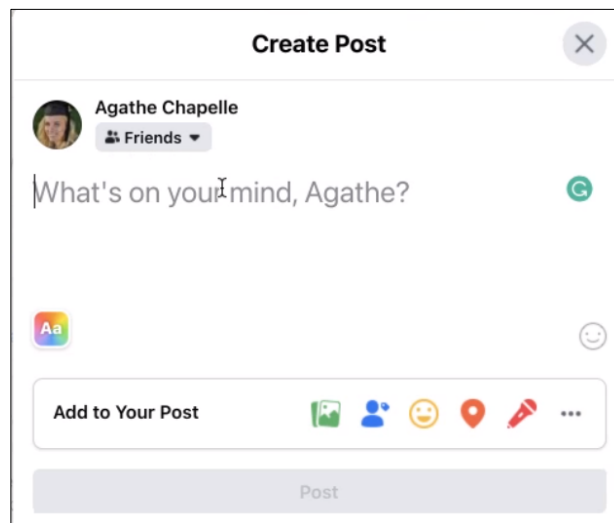 Create Post
Agathe Chapelle
Friends
What's on your mind, Agathe?
Aa
Add to Your Post
Post